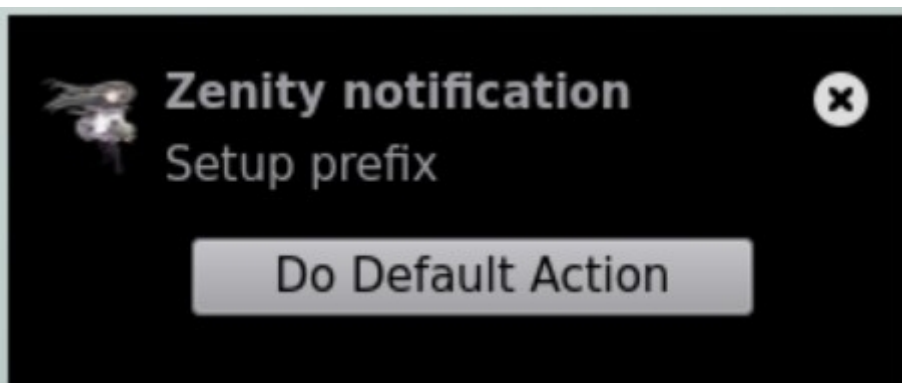 Zenity notification
Setup prefix
Do Default Action